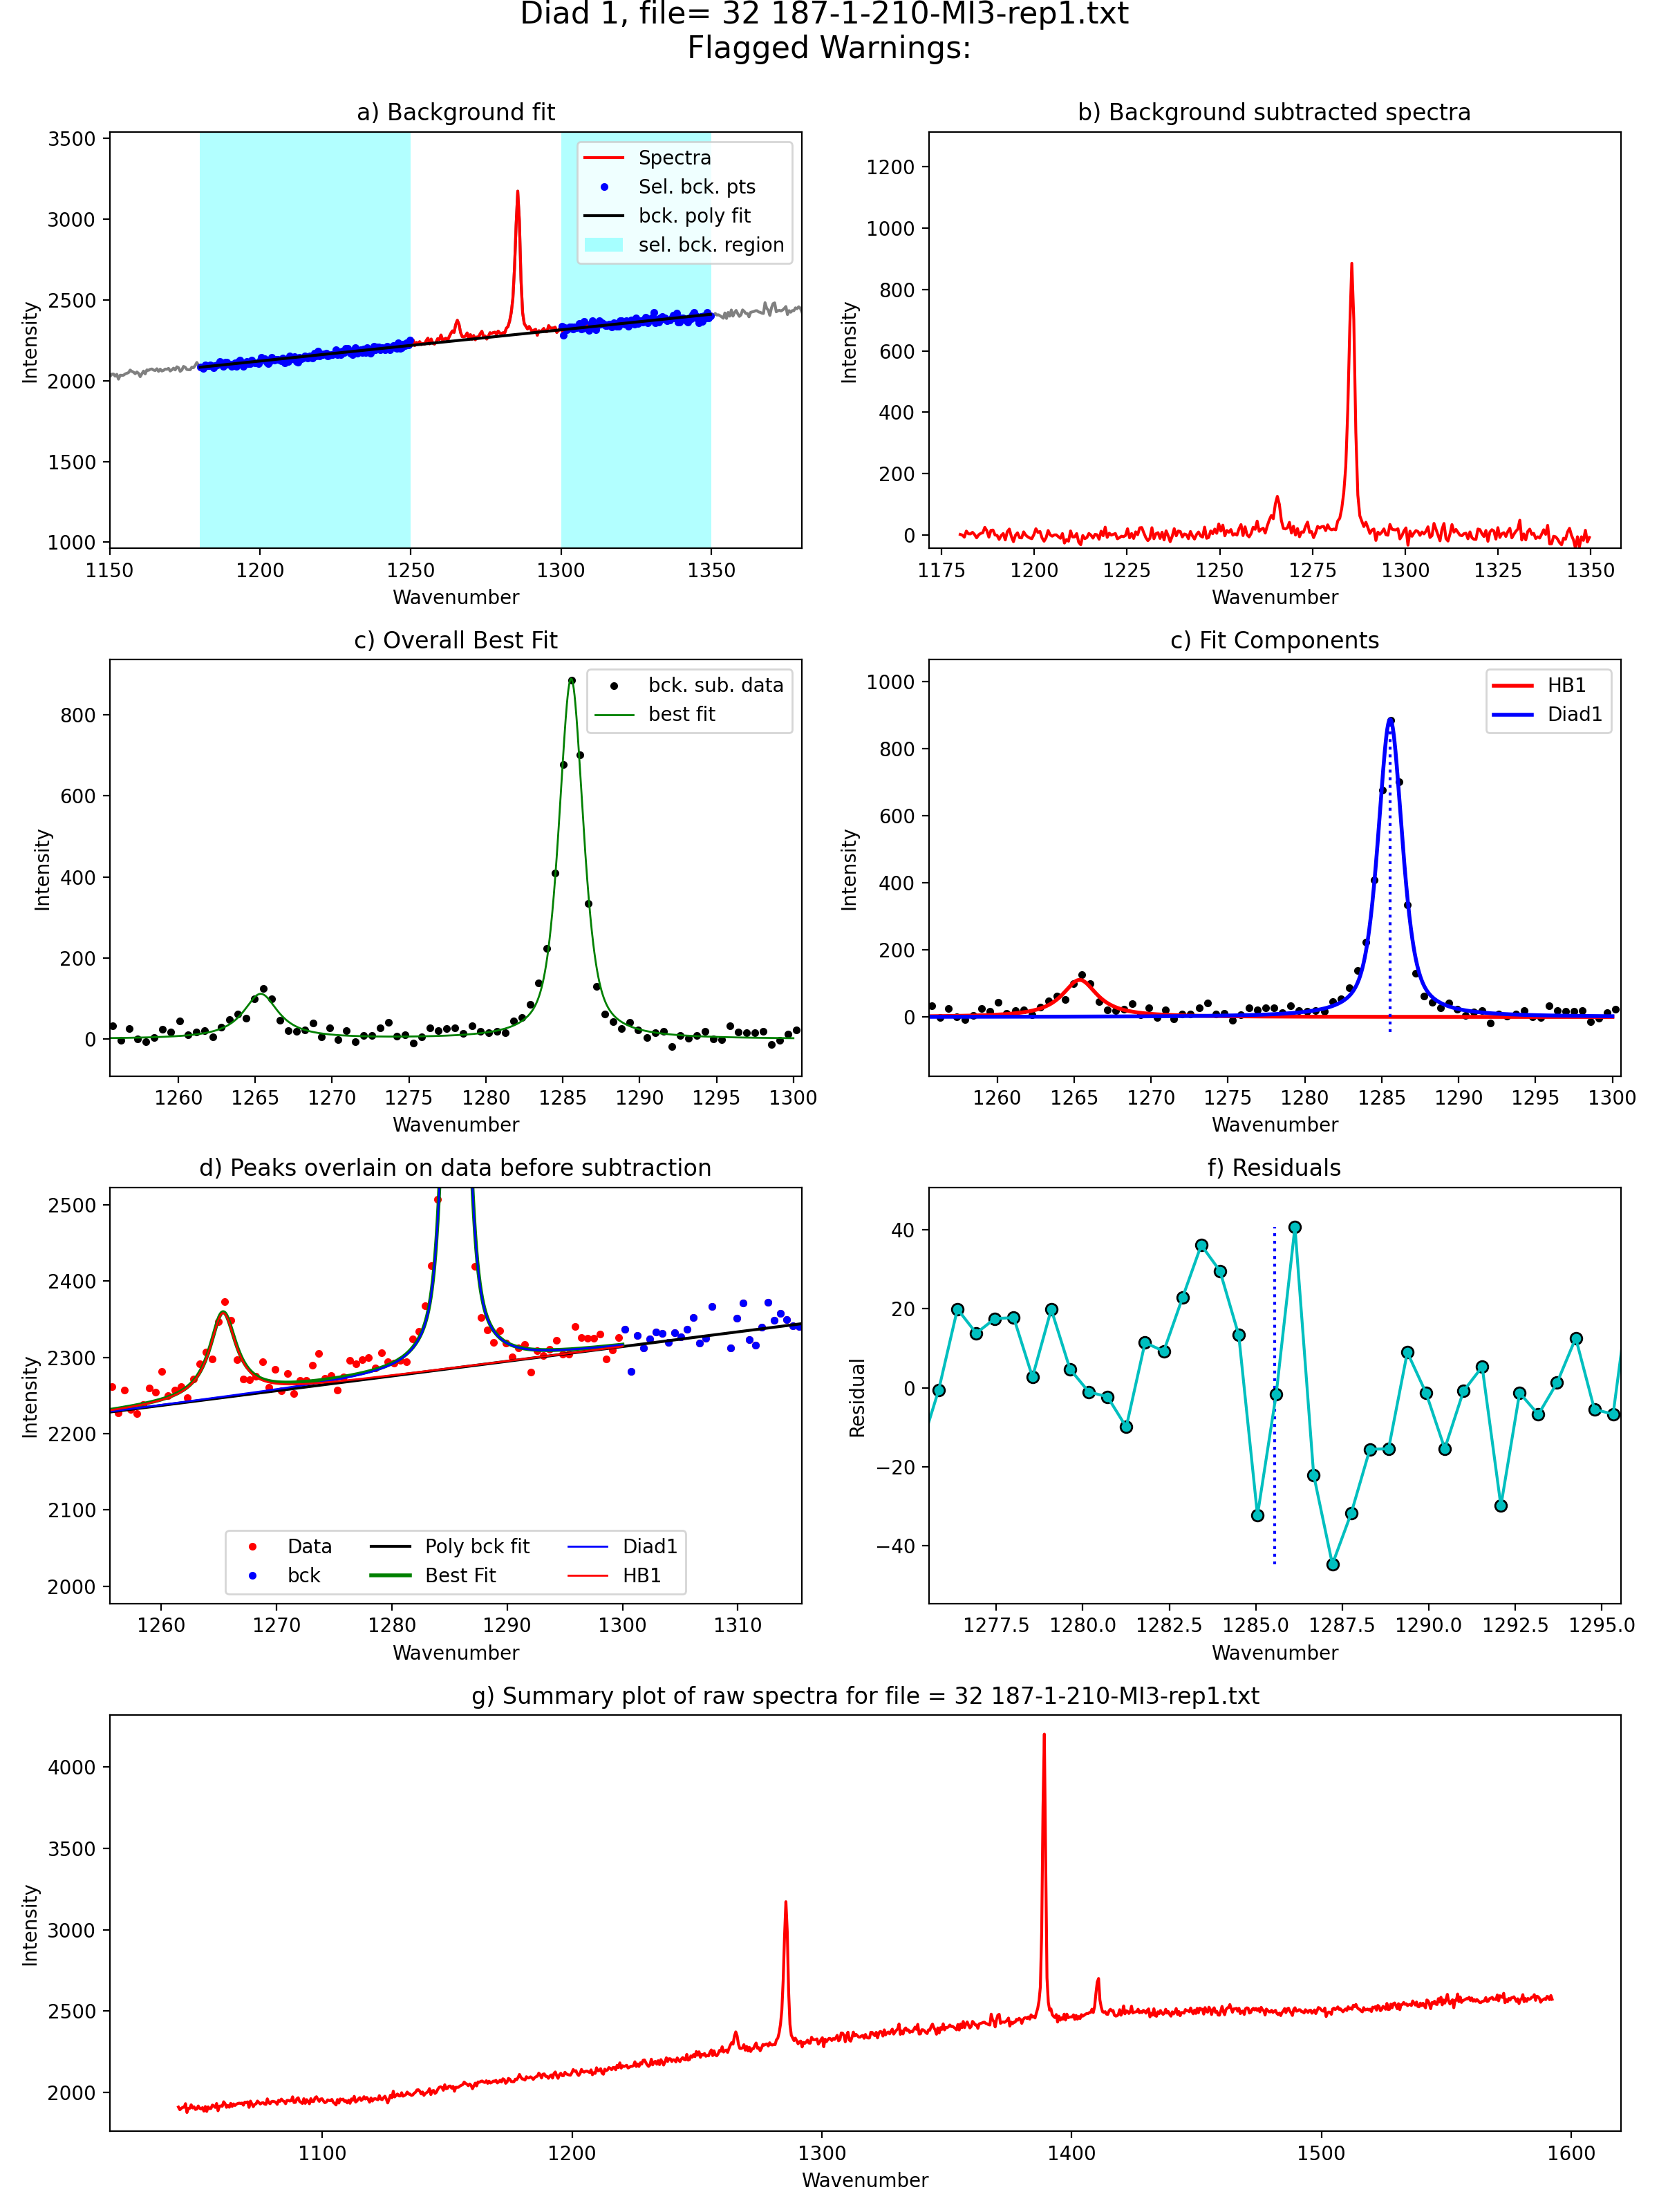 Diad 1, file= 32 187-1-210-MI3-rep1.txt
Flagged Warnings:
a) Background fit
3500
3000
2500
2000
1500
1000
Intensity
1150 1200 1250 1300 1350
Wavenumber
Spectra
Sel. bck. pts
bck. poly fit
sel. bck. region
b) Background subtracted spectra
1200
1000
800
600
400
200
0
Intensity
1175 1200 1225 1250 1275 1300 1325 1350
Wavenumber
c) Overall Best Fit
800
600
400
200
0
Intensity
1260 1265 1270 1275 1280 1285 1290 1295 1300
Wavenumber
bck. sub. data
best fit
c) Fit Components
1000
800
600
400
200
0
Intensity
1260 1265 1270 1275 1280 1285 1290 1295 1300
Wavenumber
HB1
Diad1
d) Peaks overlain on data before subtraction
2500
2400
2300
2200
2100
2000
Intensity
1260 1270 1280 1290 1300 1310
Wavenumber
Data Poly bck fit Diad1
bck Best Fit HB1
f) Residuals
40
20
0
−20
−40
Residual
1277.5 1280.0 1282.5 1285.0 1287.5 1290.0 1292.5 1295.0
Wavenumber
g) Summary plot of raw spectra for file = 32 187-1-210-MI3-rep1.txt
4000
3500
3000
2500
2000
Intensity
1100 1200 1300 1400 1500 1600
Wavenumber